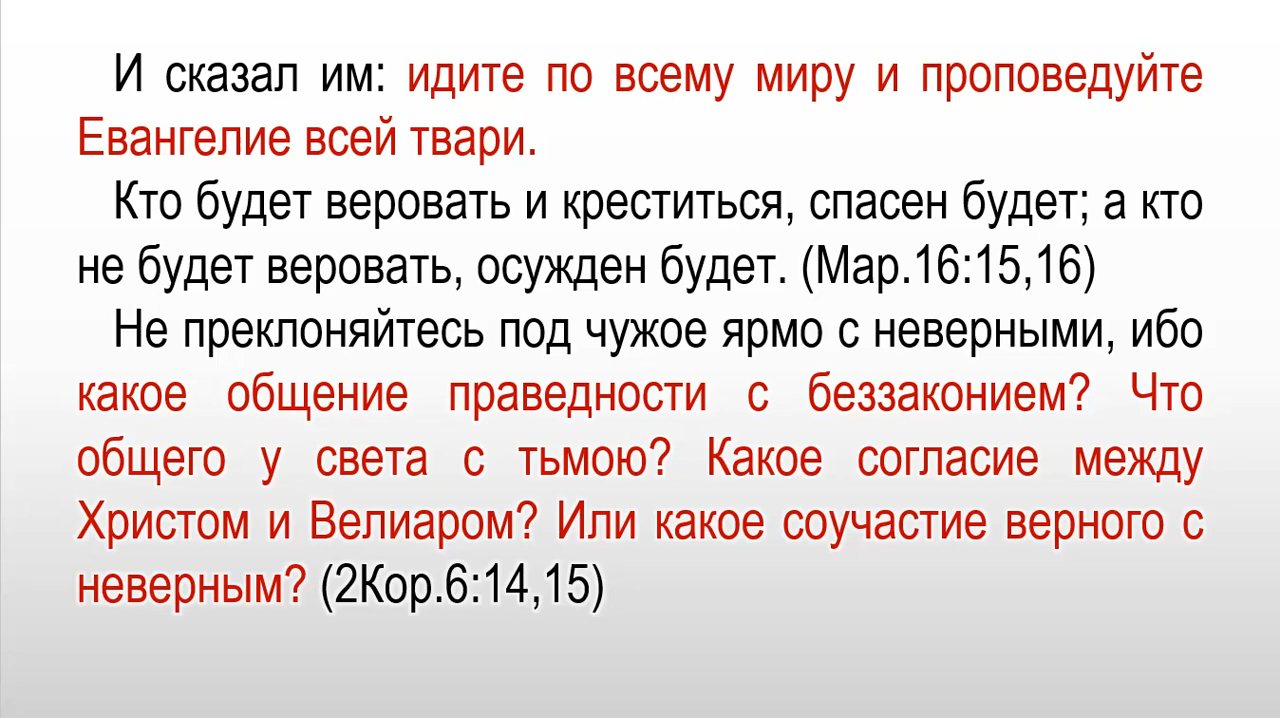 И сказал им: идите по всему миру и проповедуйте
Евангелие всей твари.
Кто будет веровать и креститься, спасен будет; а кто
не будет веровать, осужден будет. (Мар.16:15,16)
Не преклоняйтесь под чужое ярмо с неверными, ибо
какое общение праведности с беззаконием? Что
общего у света с тьмою? Какое согласие между
Христом и Велиаром? Или какое соучастие верного с
неверным? (2Кор.6:14,15)